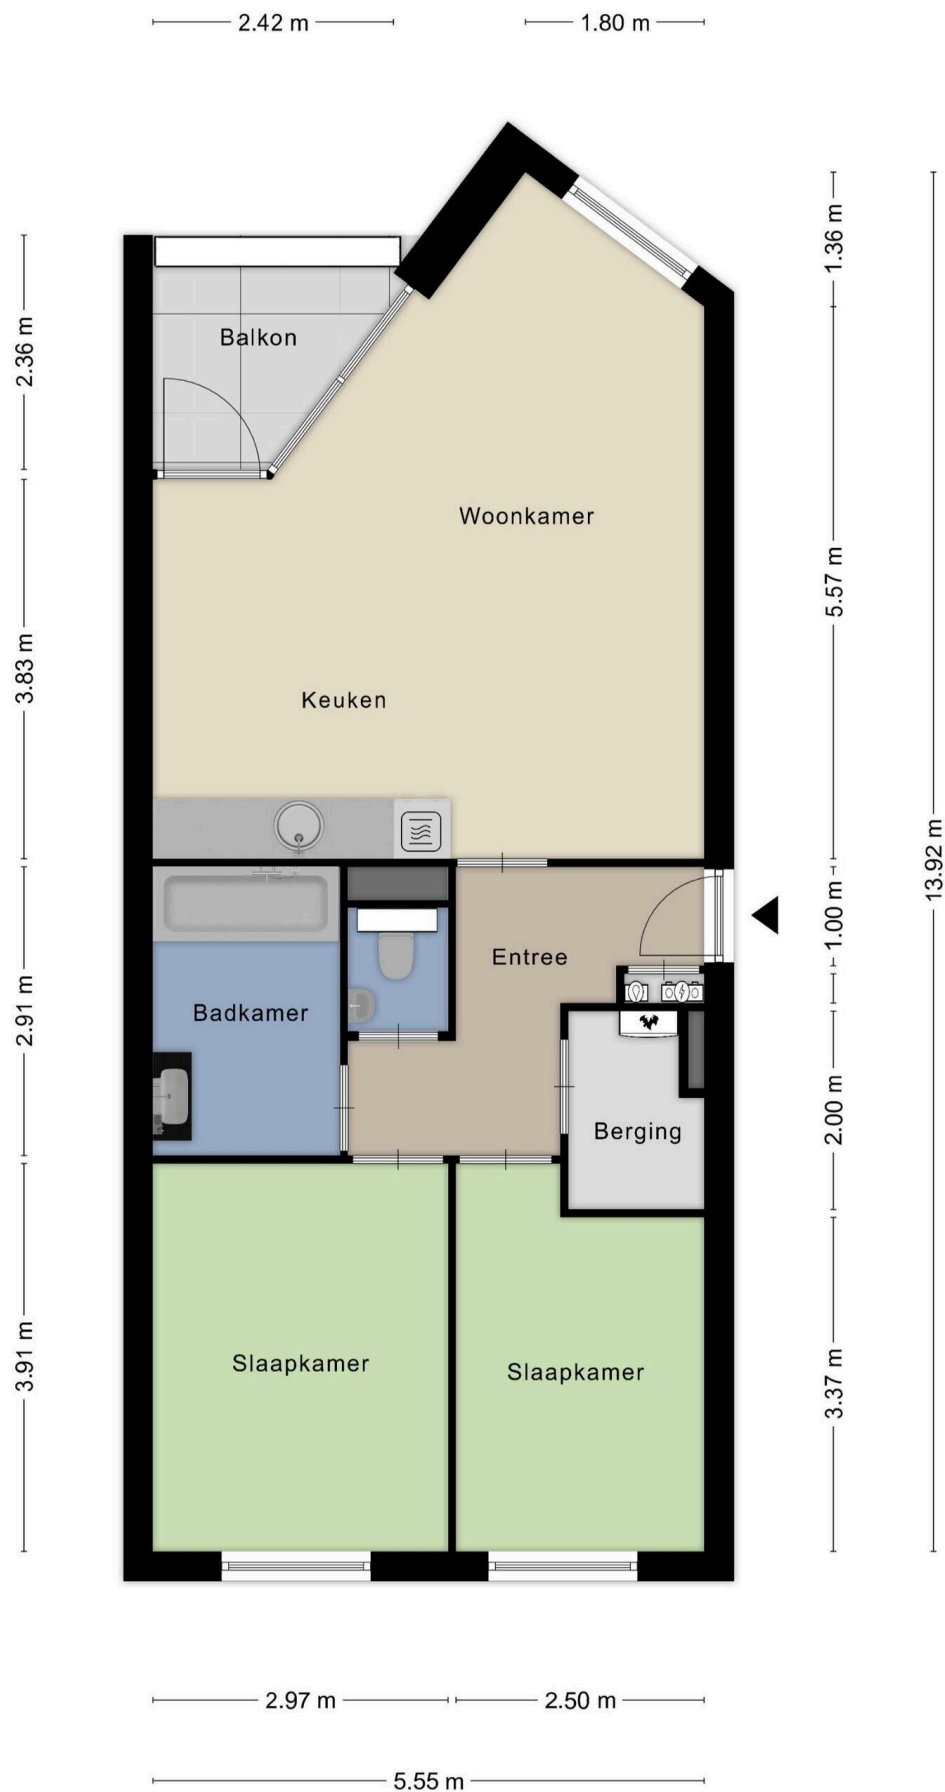 2.42 m
1.80 m
1.36 m
2.36 m
Balkon
Woonkamer
5.57 m
3.83 m
Keuken
13.92 m
1.00 m
Entree
2.91 m
Badkamer
2.00 m
Berging
3.91 m
Slaapkamer
Slaapkamer
3.37 m
2.97 m
2.50 m
5.55 m